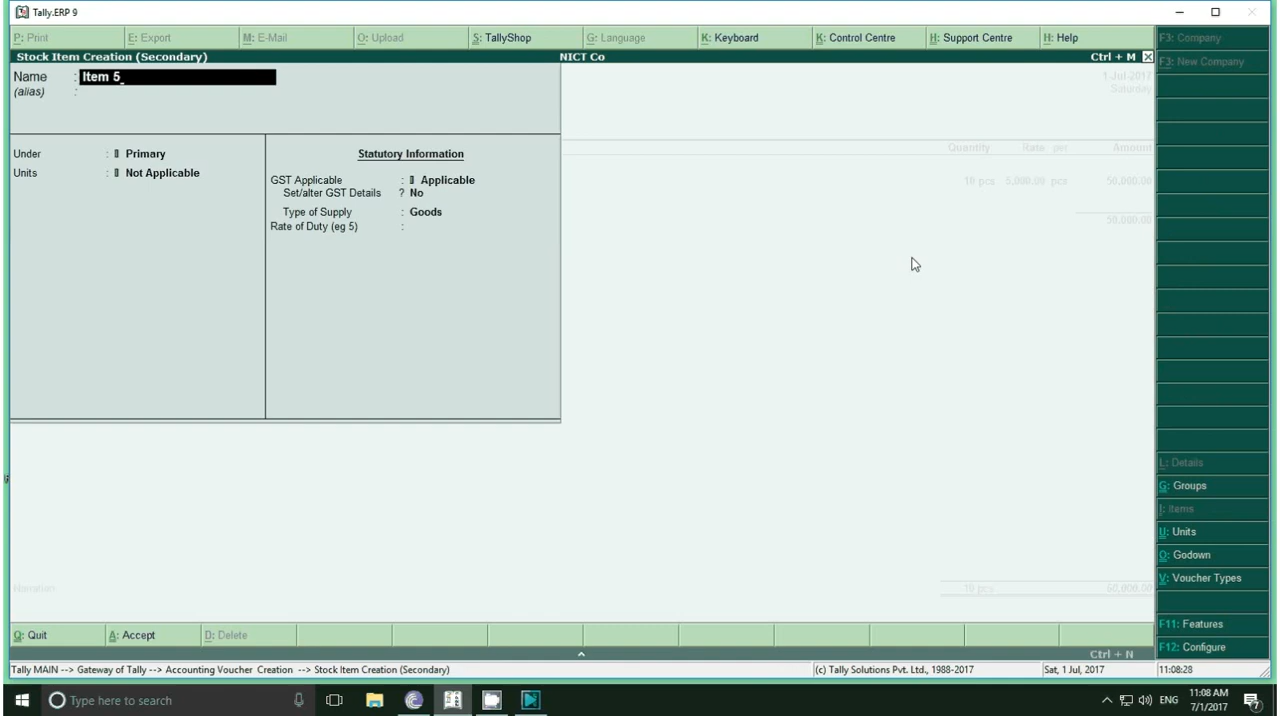 Tally.ERP 9
P: Print E: Export M: E-Mail O: Upload S: TallyShop G: Language K: Keyboard K: Control Centre H: Support Centre H: Help F3: Company
Stock Item Creation (Secondary) NICT Co Ctrl + M F3: New Company
Name : Item 5
(alias) :
1-Jul-2017
Saturday
Quantity Rate per Amount
Under : Primary
Units : Not Applicable
Statutory Information
GST Applicable : Applicable
Set/alter GST Details ? No
Type of Supply : Goods
Rate of Duty (eg 5) :
10 pcs 5,000.00 pcs 50,000.00
50,000.00
L: Details
G: Groups
I: Items
U: Units
O: Godown
V: Voucher Types
F11: Features
F12: Configure
Narration 10 pcs 50,000.00
Q: Quit A: Accept D: Delete
Ctrl + N
Tally MAIN --> Gateway of Tally --> Accounting Voucher Creation --> Stock Item Creation (Secondary) (c) Tally Solutions Pvt. Ltd., 1988-2017 Sat, 1 Jul, 2017 11:08:28
Type here to search ENG 11:08 AM
7/1/2017 7